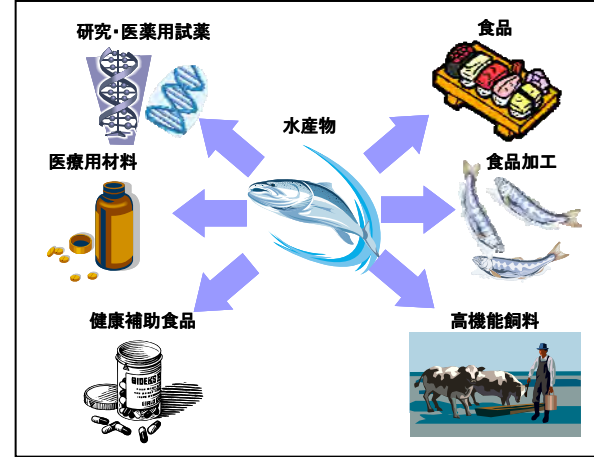 研究・医薬用試薬
食品
水産物
医療用材料
食品加工
健康補助食品
高機能飼料